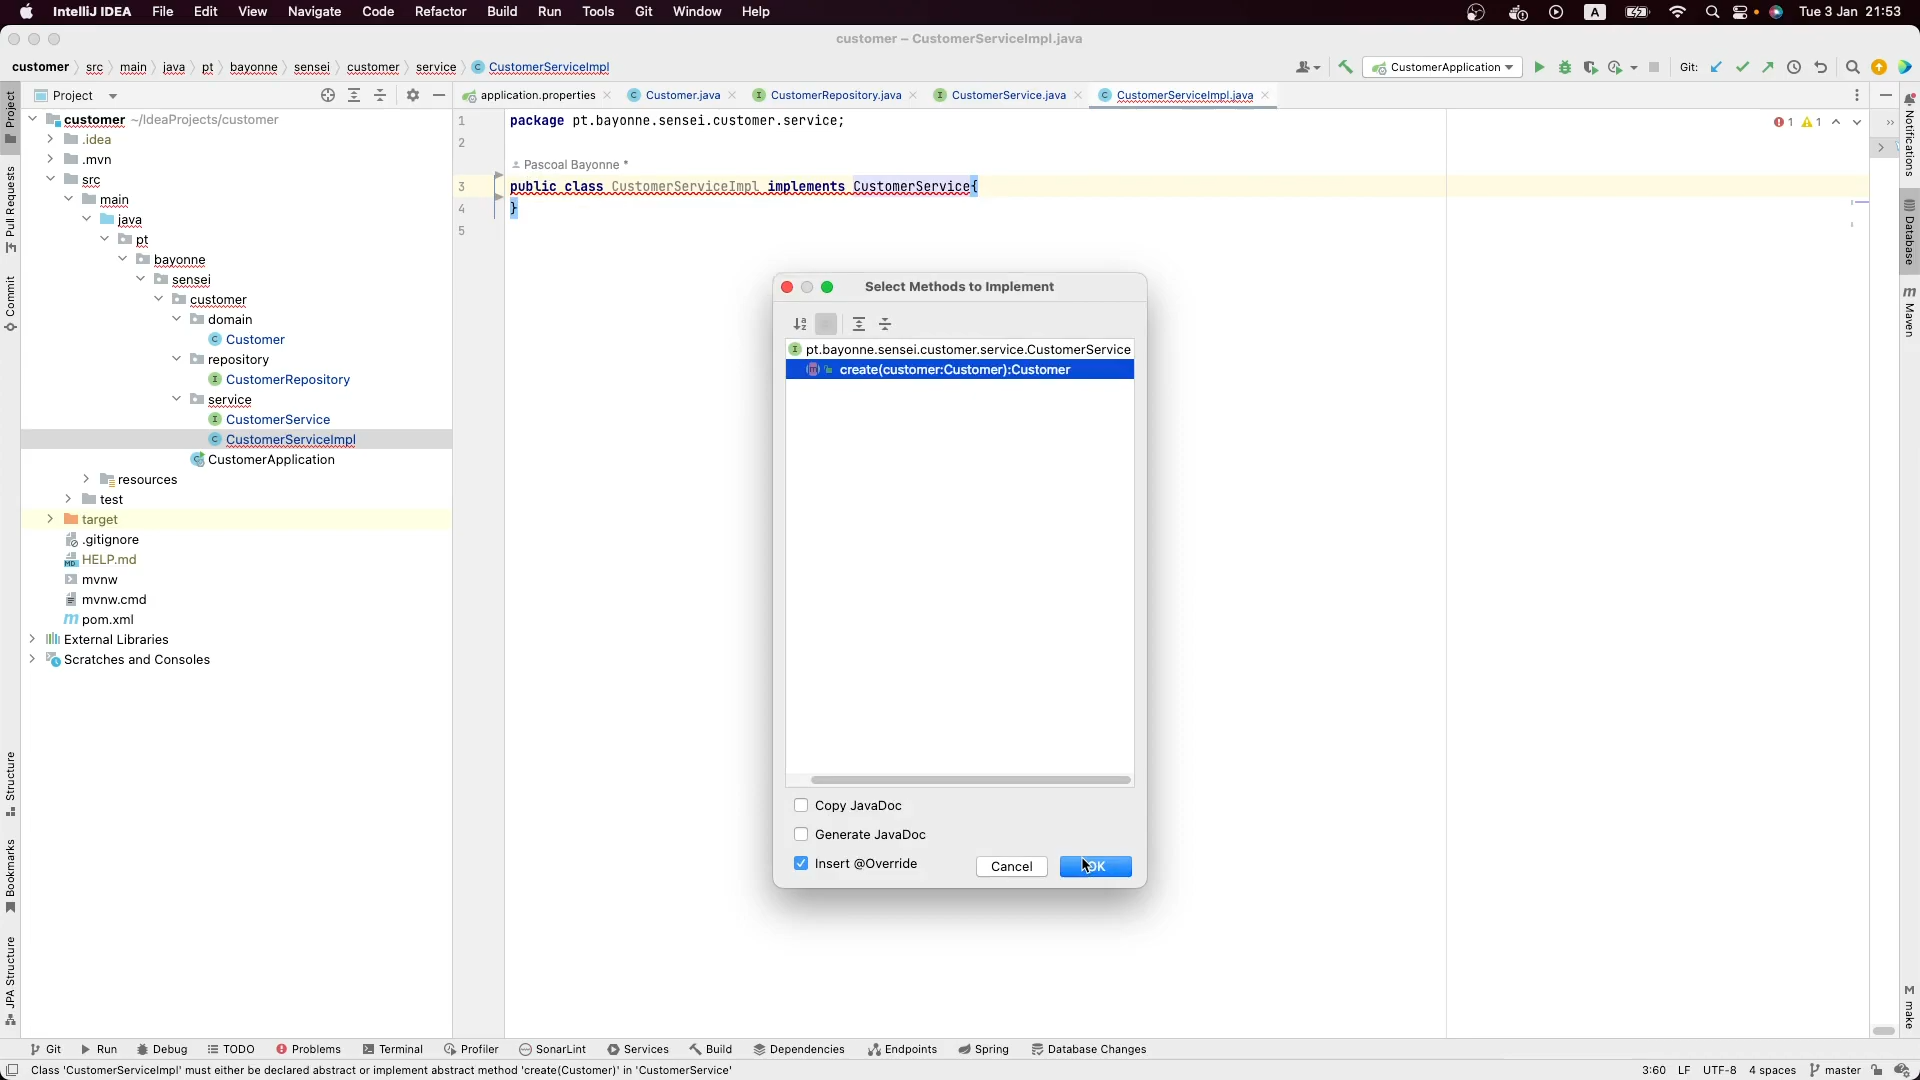 IntelliJ IDEA File Edit View Navigate Code Refactor Build Run Tools Git Window Help A Tue 3 Jan 21:53
customer – CustomerServiceImpl.java
customer src main java pt bayonne sensei customer service CustomerServiceImpl CustomerApplication Git:
Project application.properties Customer.java CustomerRepository.java CustomerService.java CustomerServiceImpl.java
customer ~/IdeaProjects/customer
.idea
.mvn
src
main
java
pt
bayonne
sensei
customer
domain
Customer
repository
CustomerRepository
service
CustomerService
CustomerServiceImpl
CustomerApplication
resources
test
target
.gitignore
HELP.md
mvnw
mvnw.cmd
pom.xml
External Libraries
Scratches and Consoles
1 package pt.bayonne.sensei.customer.service;
2
Pascoal Bayonne *
3 public class CustomerServiceImpl implements CustomerService{
4 }
5
1 1
Select Methods to Implement
pt.bayonne.sensei.customer.service.CustomerService
create(customer:Customer):Customer
Copy JavaDoc
Generate JavaDoc
Insert @Override
Cancel
OK
Project
Pull Requests
Commit
Structure
Bookmarks
JPA Structure
Notifications
Database
Maven
make
Git Run Debug TODO Problems Terminal Profiler SonarLint Services Build Dependencies Endpoints Spring Database Changes
Class 'CustomerServiceImpl' must either be declared abstract or implement abstract method 'create(Customer)' in 'CustomerService' 3:60 LF UTF-8 4 spaces master